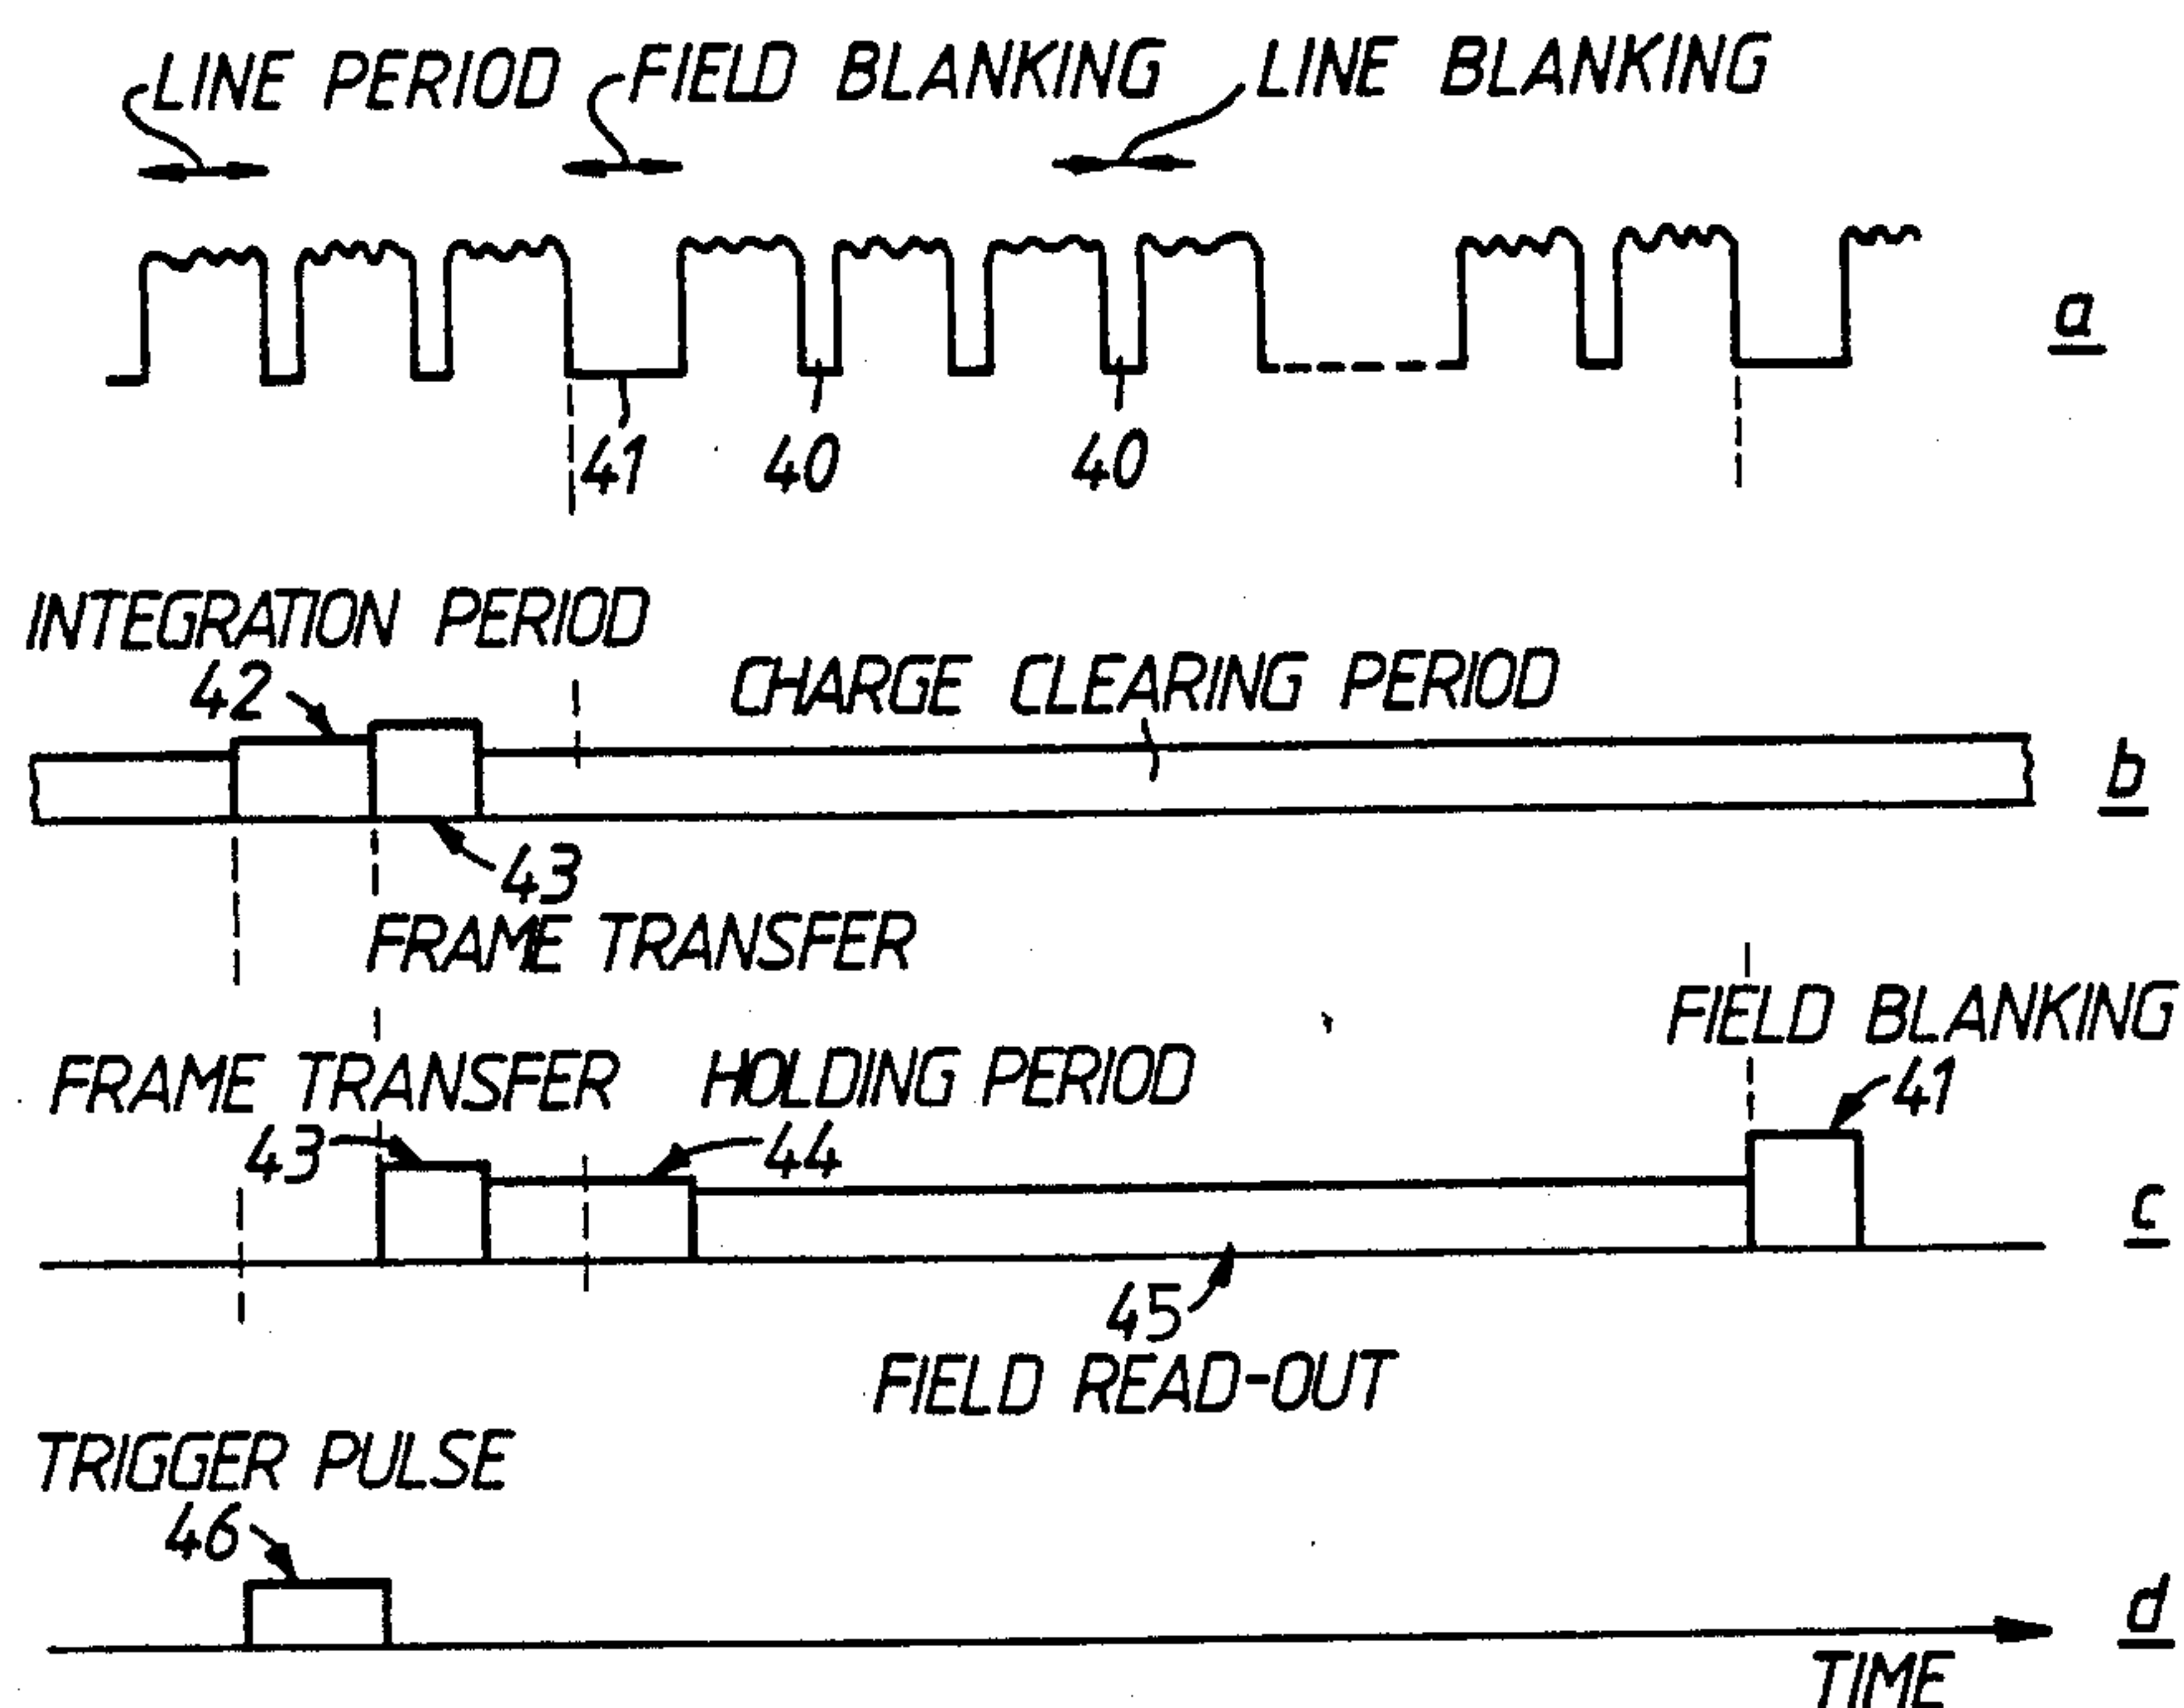 LINE PERIOD FIELD BLANKING LINE BLANKING
a
41 40 40
INTEGRATION PERIOD
42 CHARGE CLEARING PERIOD
b
43
FRAME TRANSFER
FIELD BLANKING
41
FRAME TRANSFER HOLDING PERIOD
43 44
c
45
FIELD READ-OUT
TRIGGER PULSE
46
d
TIME